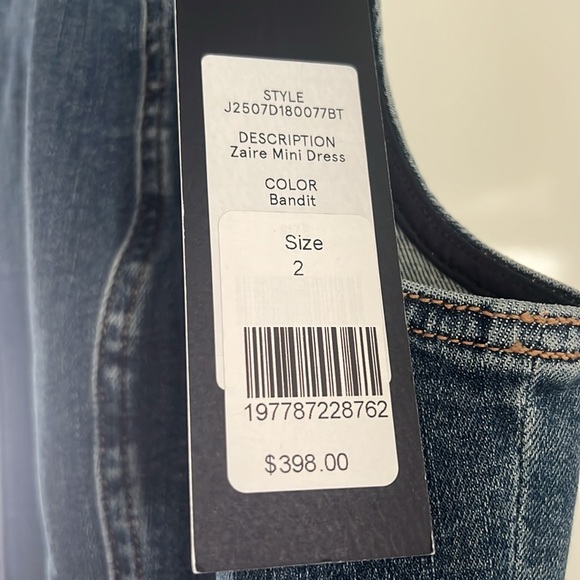 STYLE
J2507D180077BT
DESCRIPTION
Zaire Mini Dress
COLOR
Bandit
Size
2
197787228762
$398.00